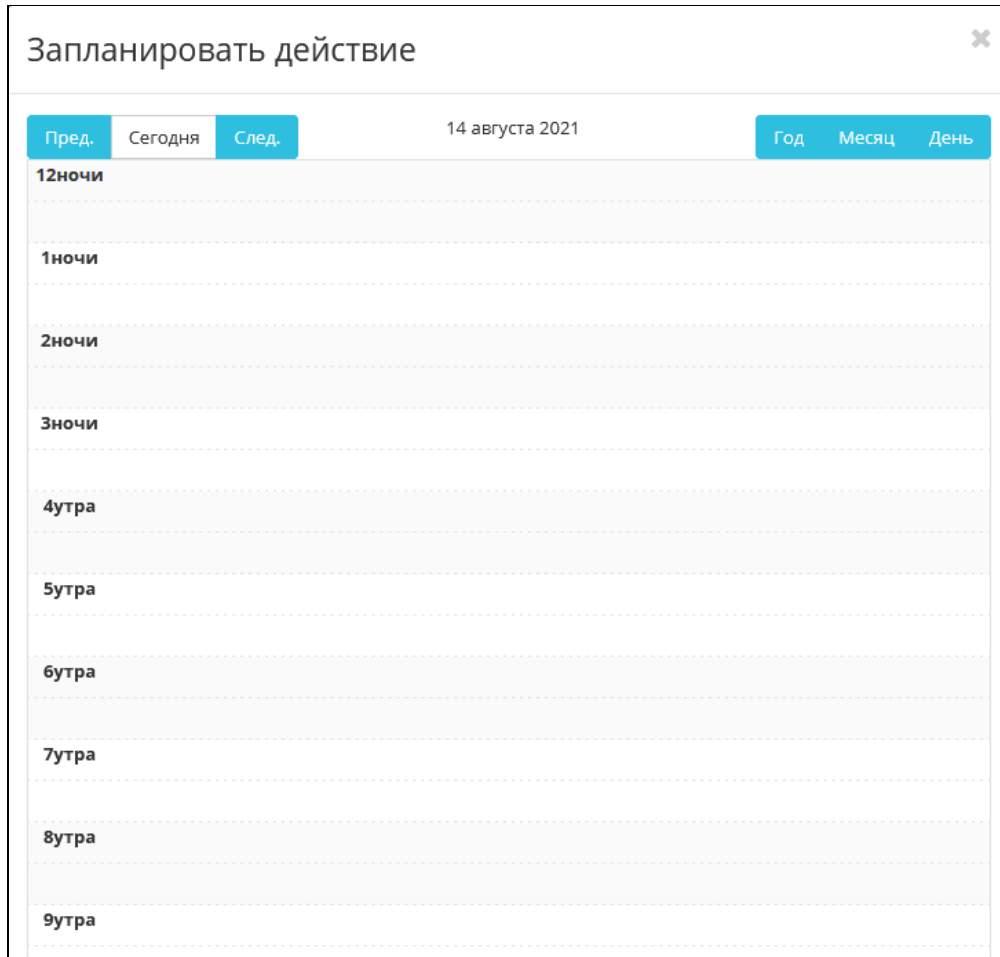 Запланировать действие
Пред. Сегодня След. 14 августа 2021 Год Месяц День
12ночи
1ночи
2ночи
3ночи
4утра
5утра
6утра
7утра
8утра
9утра